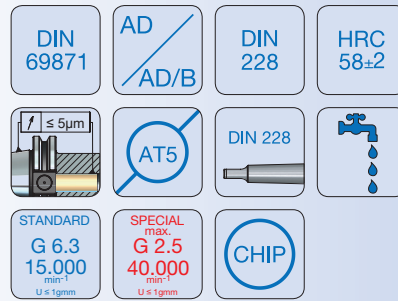 DIN
69871
AD
AD/B
DIN
228
HRC
58±2
≤ 5µm
AT5
DIN 228
STANDARD
G 6.3
15.000
min⁻¹
U ≤ 1gmm
SPECIAL
max.
G 2.5
40.000
min⁻¹
U ≤ 1gmm
CHIP